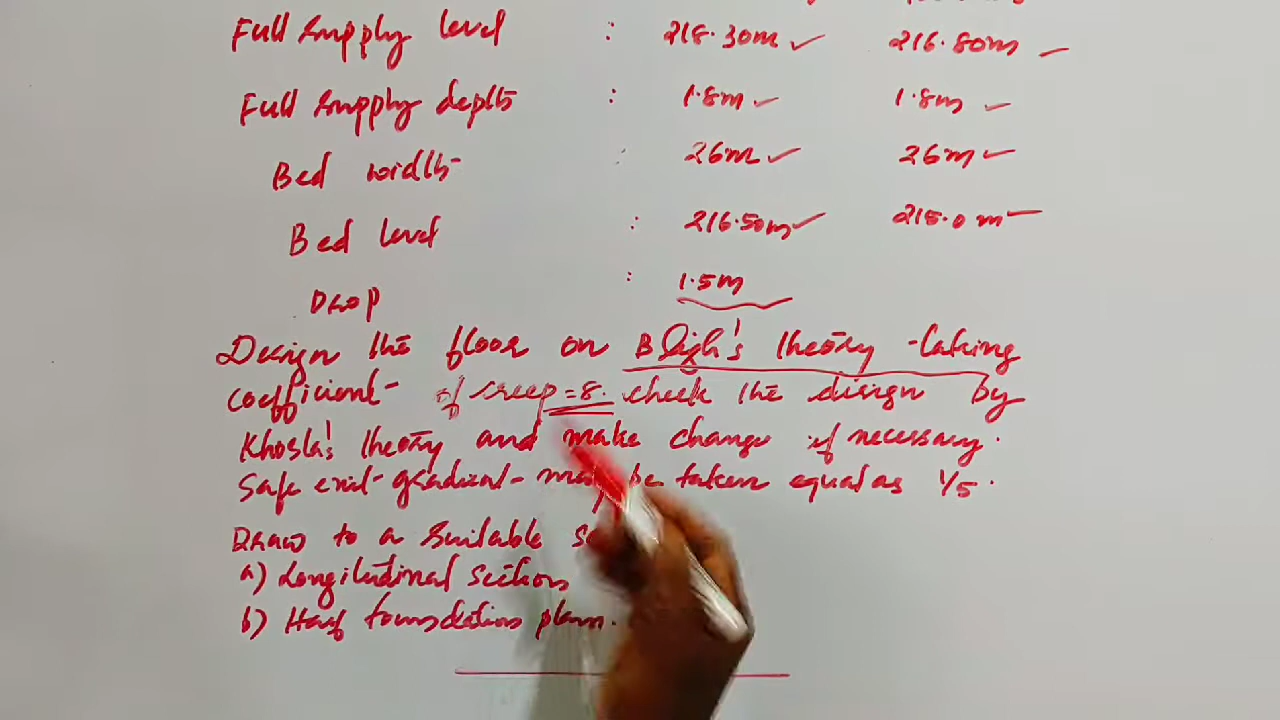 Full supply level : 218.30m ✓ 216.80m ✓
Full supply depth : 1.8m ✓ 1.8m ✓
Bed width : 26m ✓ 26m ✓
Bed level : 216.50m ✓ 215.0 m ✓
Drop : 1.5m
Design the floor on Bligh's theory taking
coefficient of creep = 8. check the design by
Khosla's theory and make change if necessary.
Safe exit gradient may be taken equal as 1/5.
Draw to a suitable
a) Longitudinal section
b) Half foundation plan.